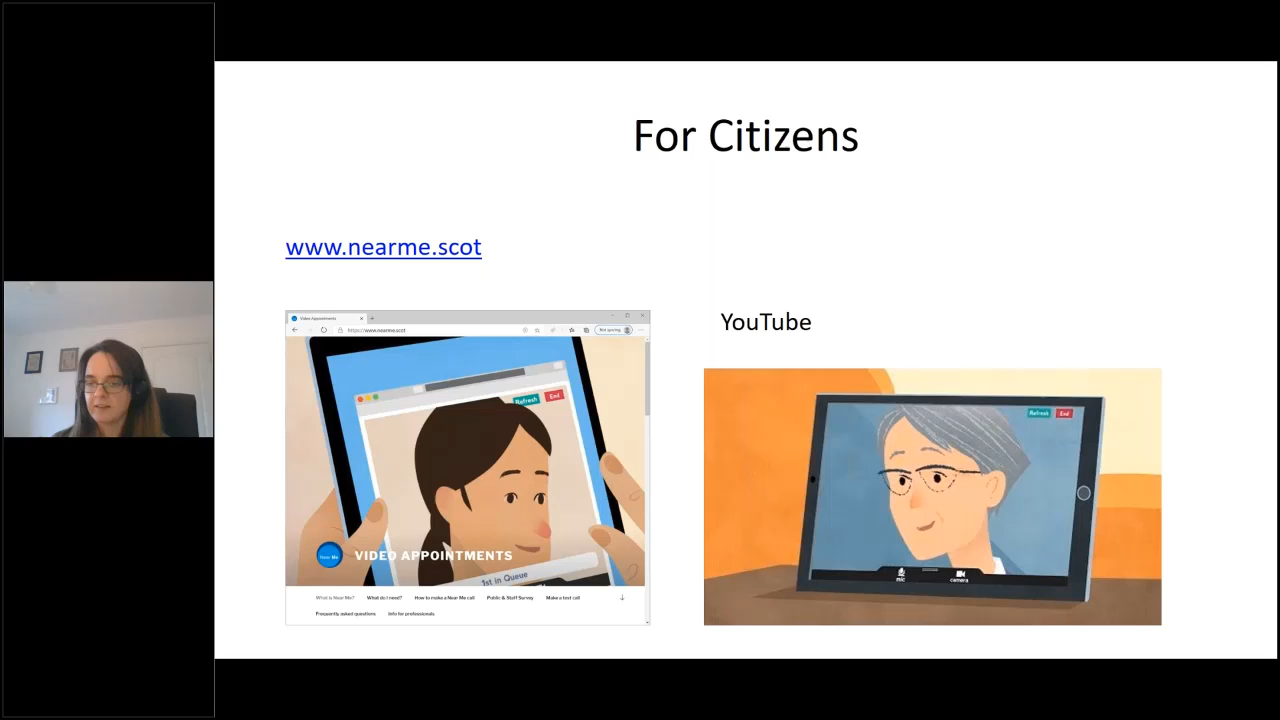 For Citizens
www.nearme.scot
YouTube
Video Appointments
https://www.nearme.scot
Not syncing
Refresh
End
Near Me
VIDEO APPOINTMENTS
1st in Queue
What is Near Me?
What do I need?
How to make a Near Me call
Public & Staff Survey
Make a test call
Frequently asked questions
Info for professionals
Refresh
End
mic
camera